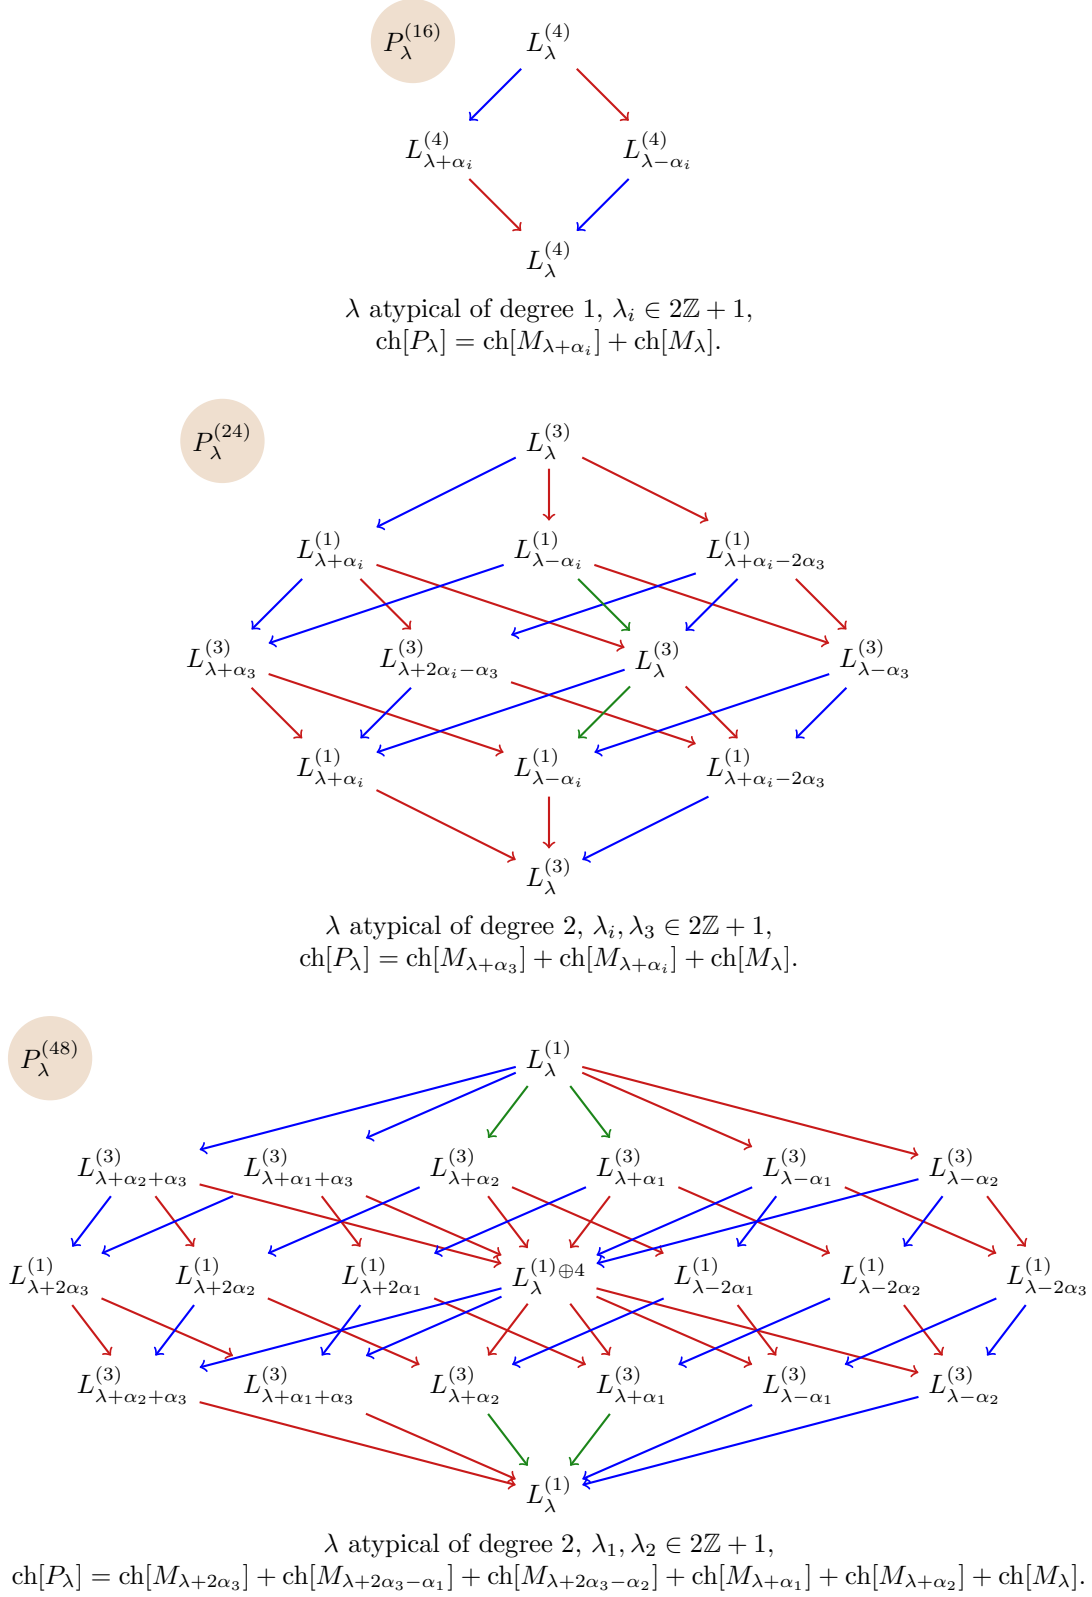 P_λ^{(16)} L_λ^{(4)}
L_{λ+α_i}^{(4)} L_{λ−α_i}^{(4)}
L_λ^{(4)}
λ atypical of degree 1, λ_i ∈ 2ℤ + 1,
ch[P_λ] = ch[M_{λ+α_i}] + ch[M_λ].
P_λ^{(24)} L_λ^{(3)}
L_{λ+α_i}^{(1)} L_{λ−α_i}^{(1)} L_{λ+α_i−2α_3}^{(1)}
L_{λ+α_3}^{(3)} L_{λ+2α_i−α_3}^{(3)} L_λ^{(3)} L_{λ−α_3}^{(3)}
L_{λ+α_i}^{(1)} L_{λ−α_i}^{(1)} L_{λ+α_i−2α_3}^{(1)}
L_λ^{(3)}
λ atypical of degree 2, λ_i, λ_3 ∈ 2ℤ + 1,
ch[P_λ] = ch[M_{λ+α_3}] + ch[M_{λ+α_i}] + ch[M_λ].
P_λ^{(48)} L_λ^{(1)}
L_{λ+α_2+α_3}^{(3)} L_{λ+α_1+α_3}^{(3)} L_{λ+α_2}^{(3)} L_{λ+α_1}^{(3)} L_{λ−α_1}^{(3)} L_{λ−α_2}^{(3)}
L_{λ+2α_3}^{(1)} L_{λ+2α_2}^{(1)} L_{λ+2α_1}^{(1)} L_λ^{(1)⊕4} L_{λ−2α_1}^{(1)} L_{λ−2α_2}^{(1)} L_{λ−2α_3}^{(1)}
L_{λ+α_2+α_3}^{(3)} L_{λ+α_1+α_3}^{(3)} L_{λ+α_2}^{(3)} L_{λ+α_1}^{(3)} L_{λ−α_1}^{(3)} L_{λ−α_2}^{(3)}
L_λ^{(1)}
λ atypical of degree 2, λ_1, λ_2 ∈ 2ℤ + 1,
ch[P_λ] = ch[M_{λ+2α_3}] + ch[M_{λ+2α_3−α_1}] + ch[M_{λ+2α_3−α_2}] + ch[M_{λ+α_1}] + ch[M_{λ+α_2}] + ch[M_λ].